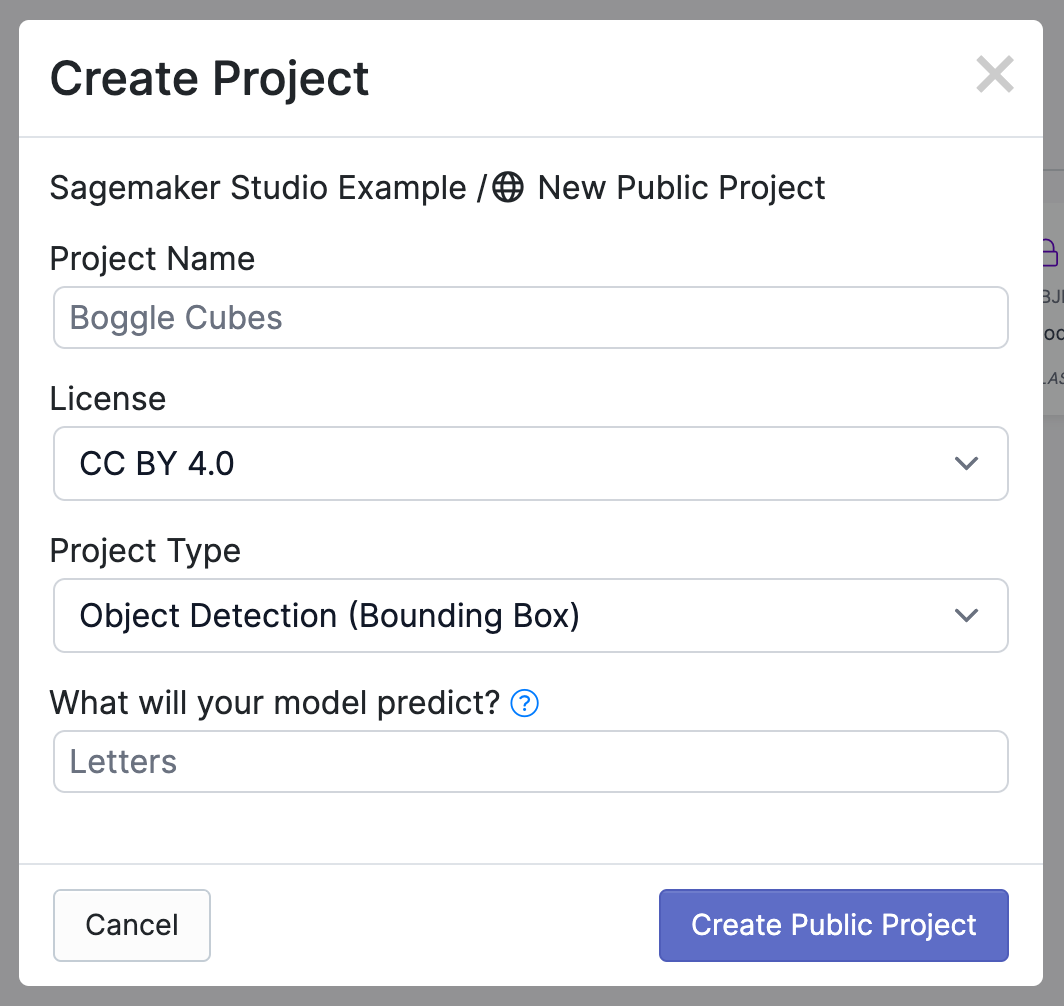 Create Project
Sagemaker Studio Example / New Public Project
Project Name
Boggle Cubes
License
CC BY 4.0
Project Type
Object Detection (Bounding Box)
What will your model predict? ?
Letters
Cancel
Create Public Project